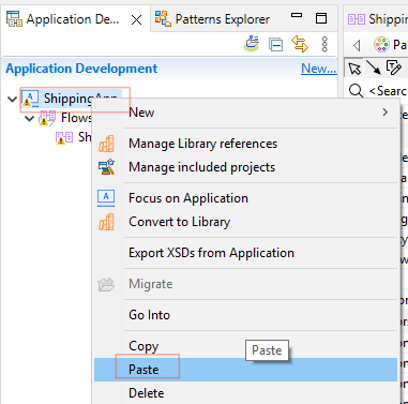 Application De...
Patterns Explorer
Shippin
Application Development
New...
Pa
ShippingApp
<Searc
Flows
New
Sh
Manage Library references
Manage included projects
Focus on Application
Convert to Library
Export XSDs from Application
Migrate
Go Into
Copy
Paste
Paste
Delete